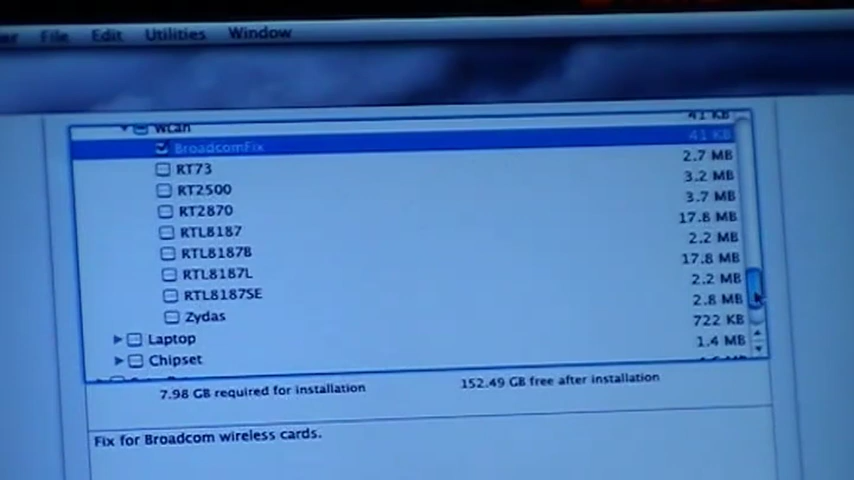 File Edit Utilities Window
41 KB
WLan
BroadcomFix 41 KB
RT73 2.7 MB
RT2500 3.2 MB
RT2870 3.7 MB
RTL8187 17.8 MB
RTL8187B 2.2 MB
RTL8187L 17.8 MB
RTL8187SE 2.2 MB
2.8 MB
Zydas 722 KB
Laptop 1.4 MB
Chipset
7.98 GB required for installation 152.49 GB free after installation
Fix for Broadcom wireless cards.